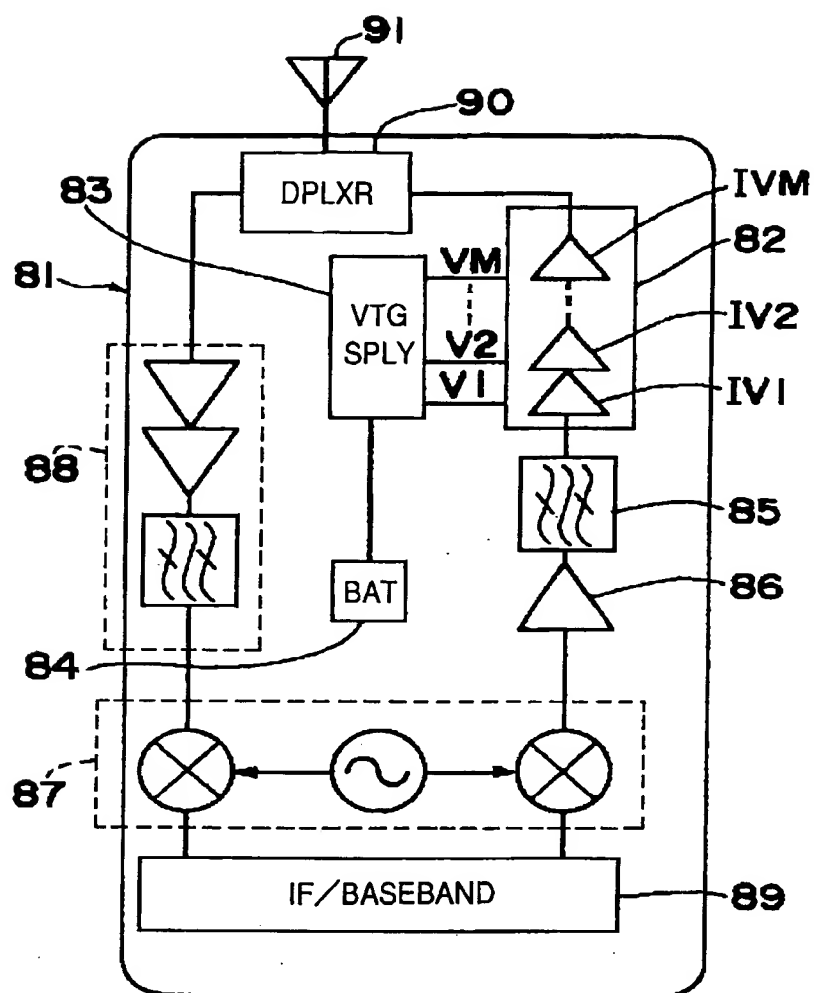 91
90
DPLXR
IVM
83
82
81
VM
VTG
SPLY
IV2
V2
V1
IV1
88
85
BAT
86
84
87
IF/BASEBAND
89